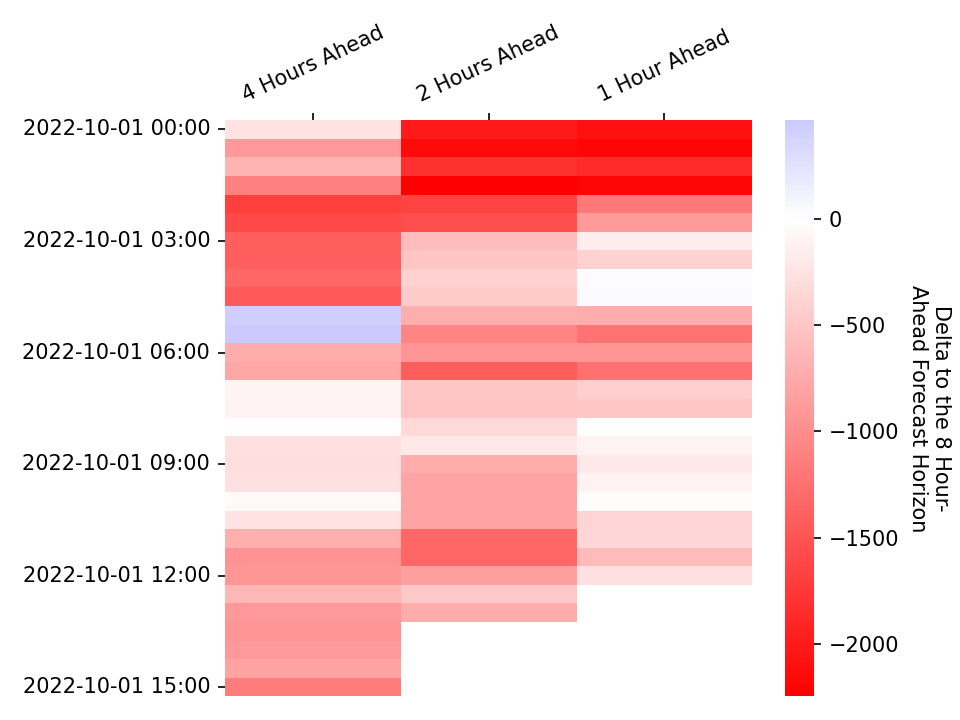 4 Hours Ahead
2 Hours Ahead
1 Hour Ahead
2022-10-01 00:00
2022-10-01 03:00
2022-10-01 06:00
2022-10-01 09:00
2022-10-01 12:00
2022-10-01 15:00
0
−500
−1000
−1500
−2000
Delta to the 8 Hour-
Ahead Forecast Horizon